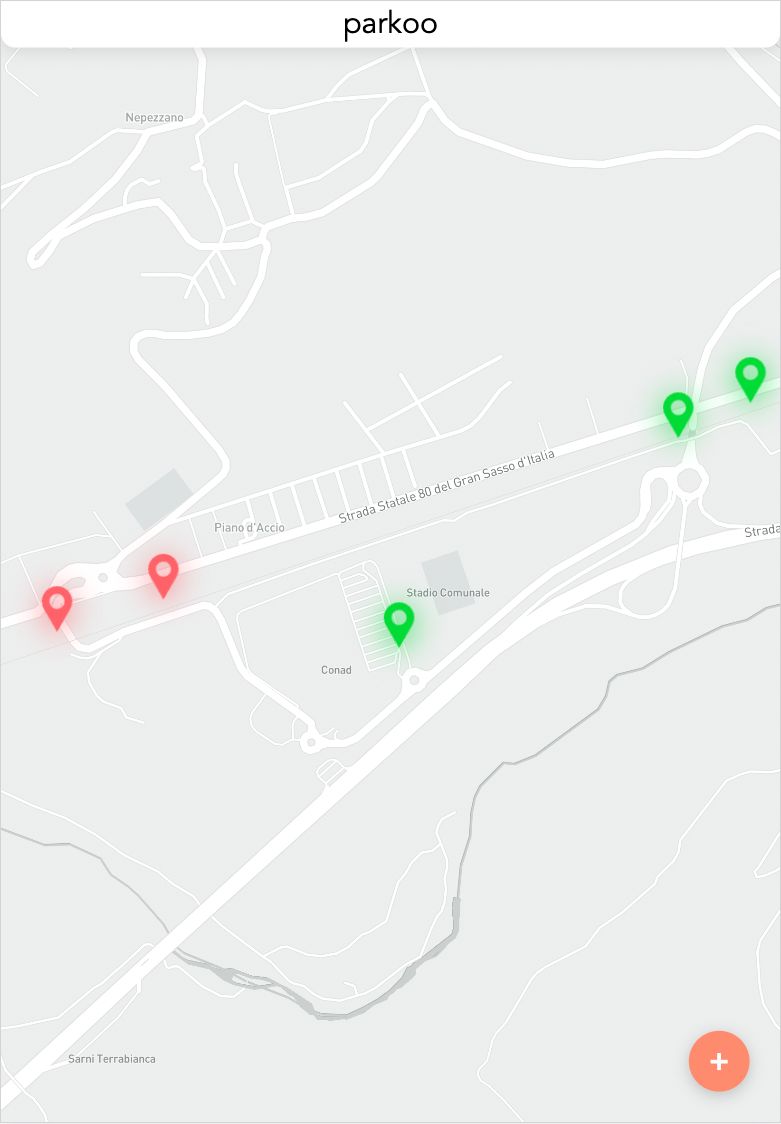 parkoo
Nepezzano
Strada Statale 80 del Gran Sasso d'Italia
Piano d'Accio
Strada
Stadio Comunale
Conad
Sarni Terrabianca
+